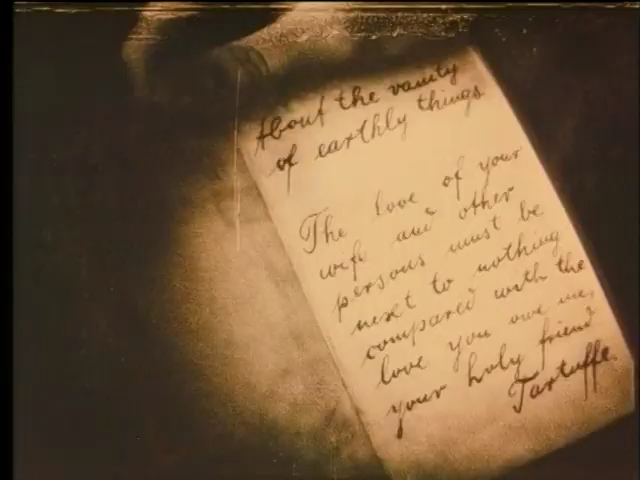 About the vanity
of earthly things
The love of your
wife and other
persons must be
next to nothing
compared with the
love you owe me,
your holy friend
Tartuffe.